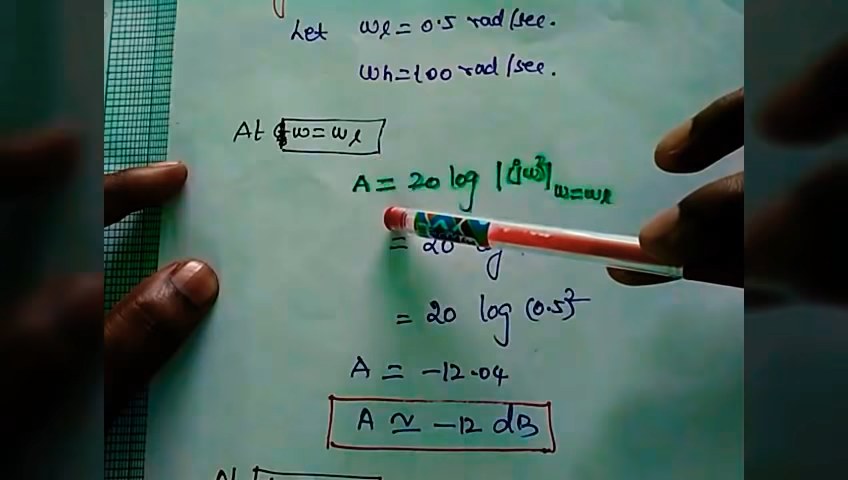 Let ωl = 0.5 rad/sec.
ωh = 100 rad/sec.
At ω = ωl
A = 20 log |(jω)²| ω=ωl
= 20
= 20 log (0.5)²
A = -12.04
A ≃ -12 dB